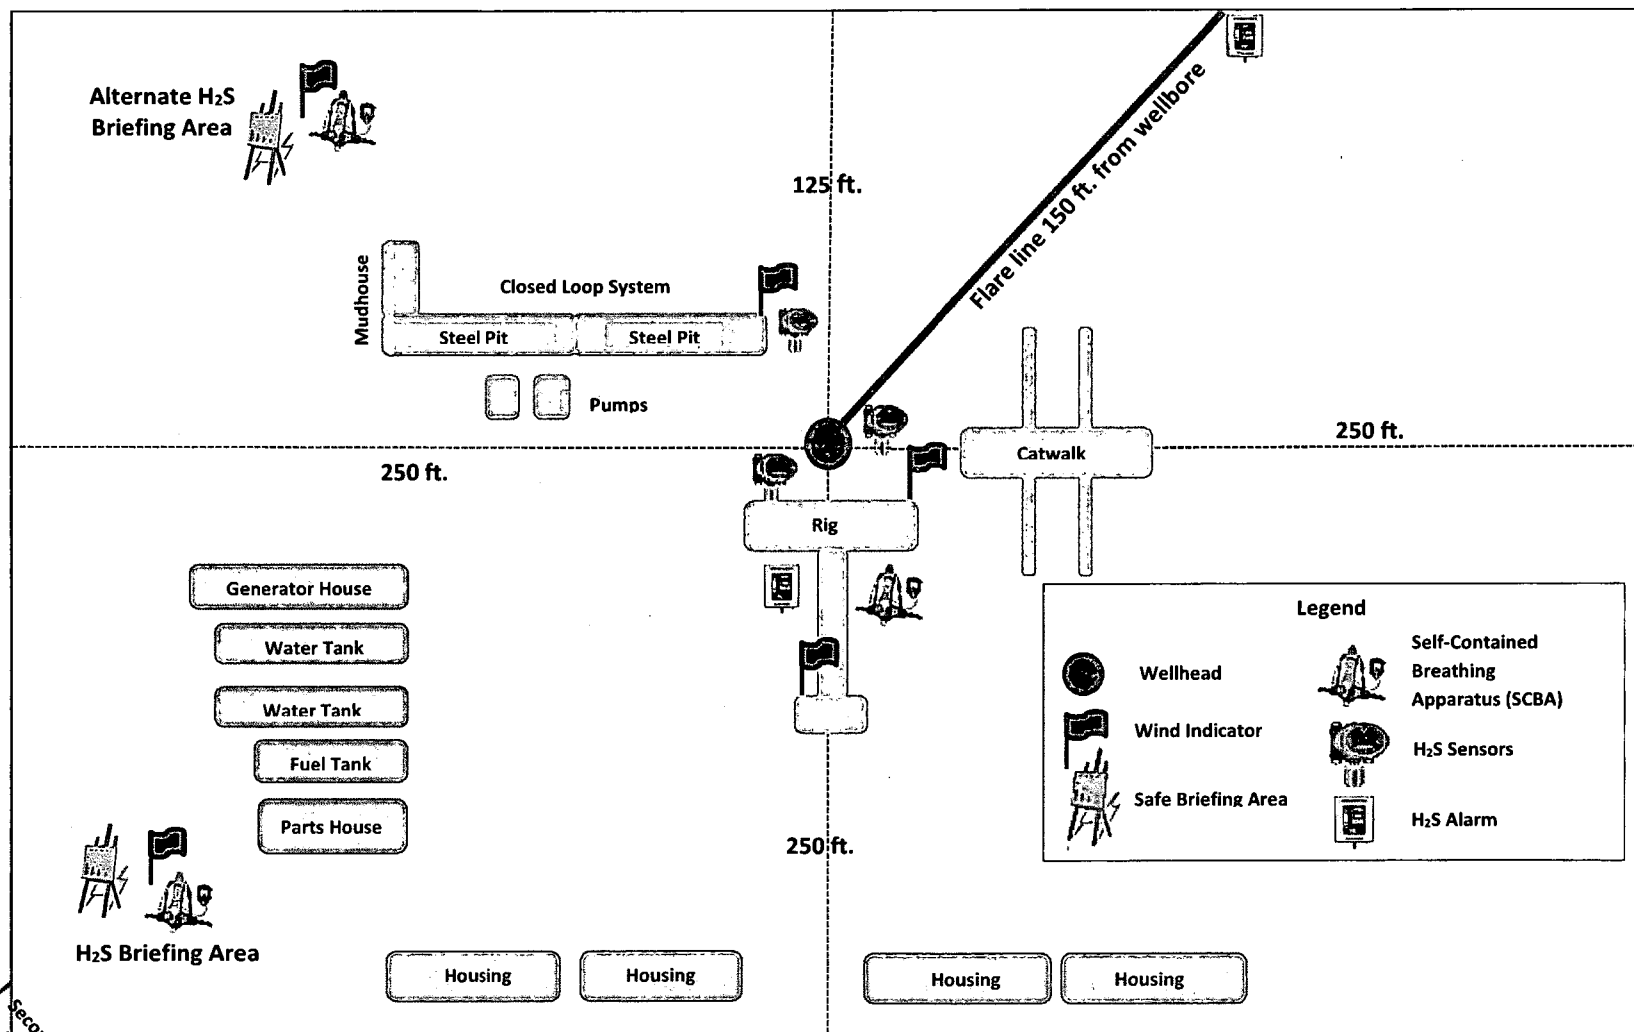 Alternate H₂S
Briefing Area
125 ft.
Flare line 150 ft. from wellbore
Mudhouse
Closed Loop System
Steel Pit
Steel Pit
Pumps
250 ft.
250 ft.
Catwalk
Rig
Generator House
Water Tank
Water Tank
Fuel Tank
Parts House
250 ft.
H₂S Briefing Area
Housing
Housing
Housing
Housing
Legend
Wellhead
Wind Indicator
Safe Briefing Area
Self-Contained
Breathing
Apparatus (SCBA)
H₂S Sensors
H₂S Alarm